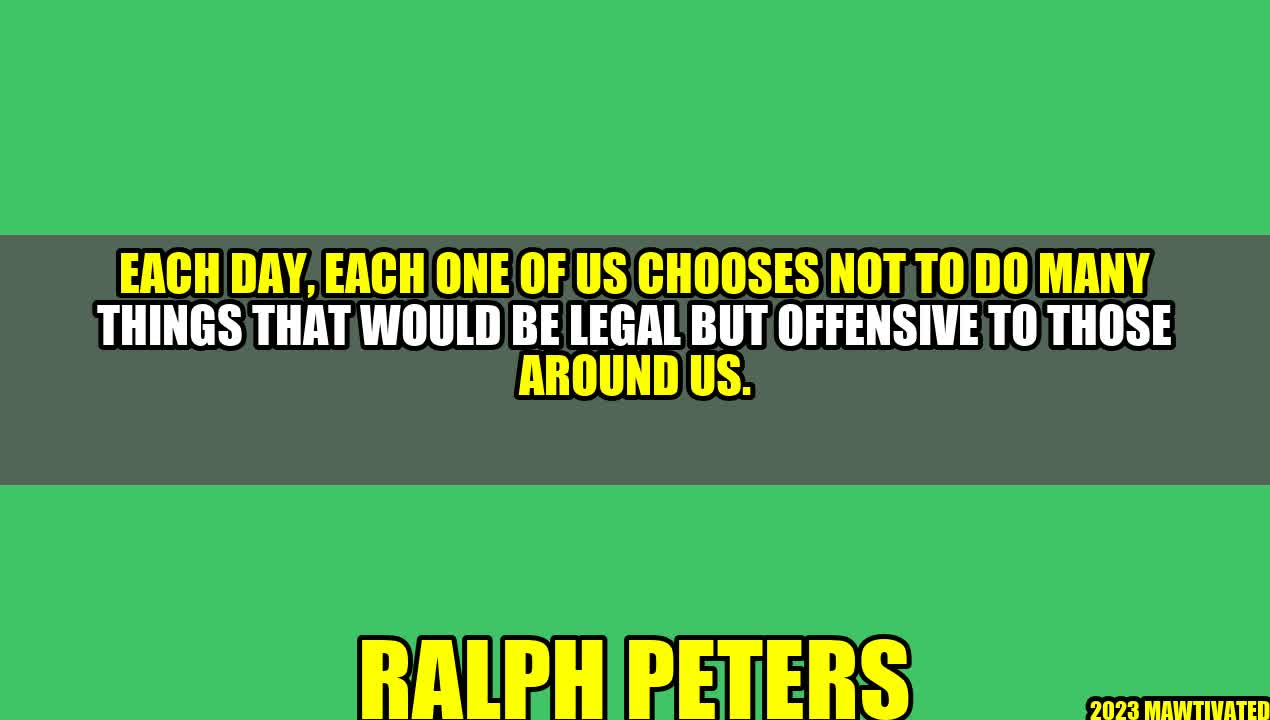 EACH DAY, EACH ONE OF US CHOOSES NOT TO DO MANY
THINGS THAT WOULD BE LEGAL BUT OFFENSIVE TO THOSE
AROUND US.
RALPH PETERS
2023 MAWTIVATED